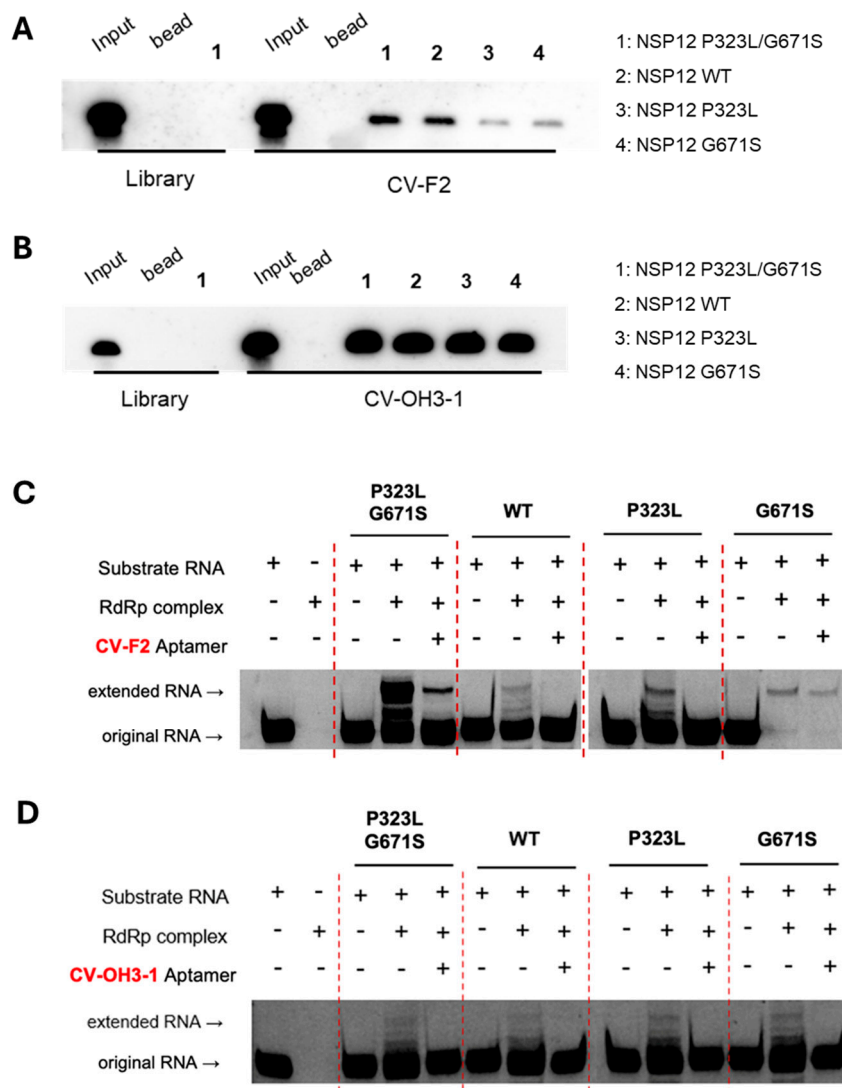 A
Input bead 1 Input bead 1 2 3 4
Library CV-F2
1: NSP12 P323L/G671S
2: NSP12 WT
3: NSP12 P323L
4: NSP12 G671S
B
Input bead 1 Input bead 1 2 3 4
Library CV-OH3-1
1: NSP12 P323L/G671S
2: NSP12 WT
3: NSP12 P323L
4: NSP12 G671S
C
P323L
G671S WT P323L G671S
Substrate RNA + - + + + + + + + + + + + +
RdRp complex - + - + + - + + - + + - + +
CV-F2 Aptamer - - - - + - - + - - + - - +
extended RNA →
original RNA →
D
P323L
G671S WT P323L G671S
Substrate RNA + - + + + + + + + + + + + +
RdRp complex - + - + + - + + - + + - + +
CV-OH3-1 Aptamer - - - - + - - + - - + - - +
extended RNA →
original RNA →